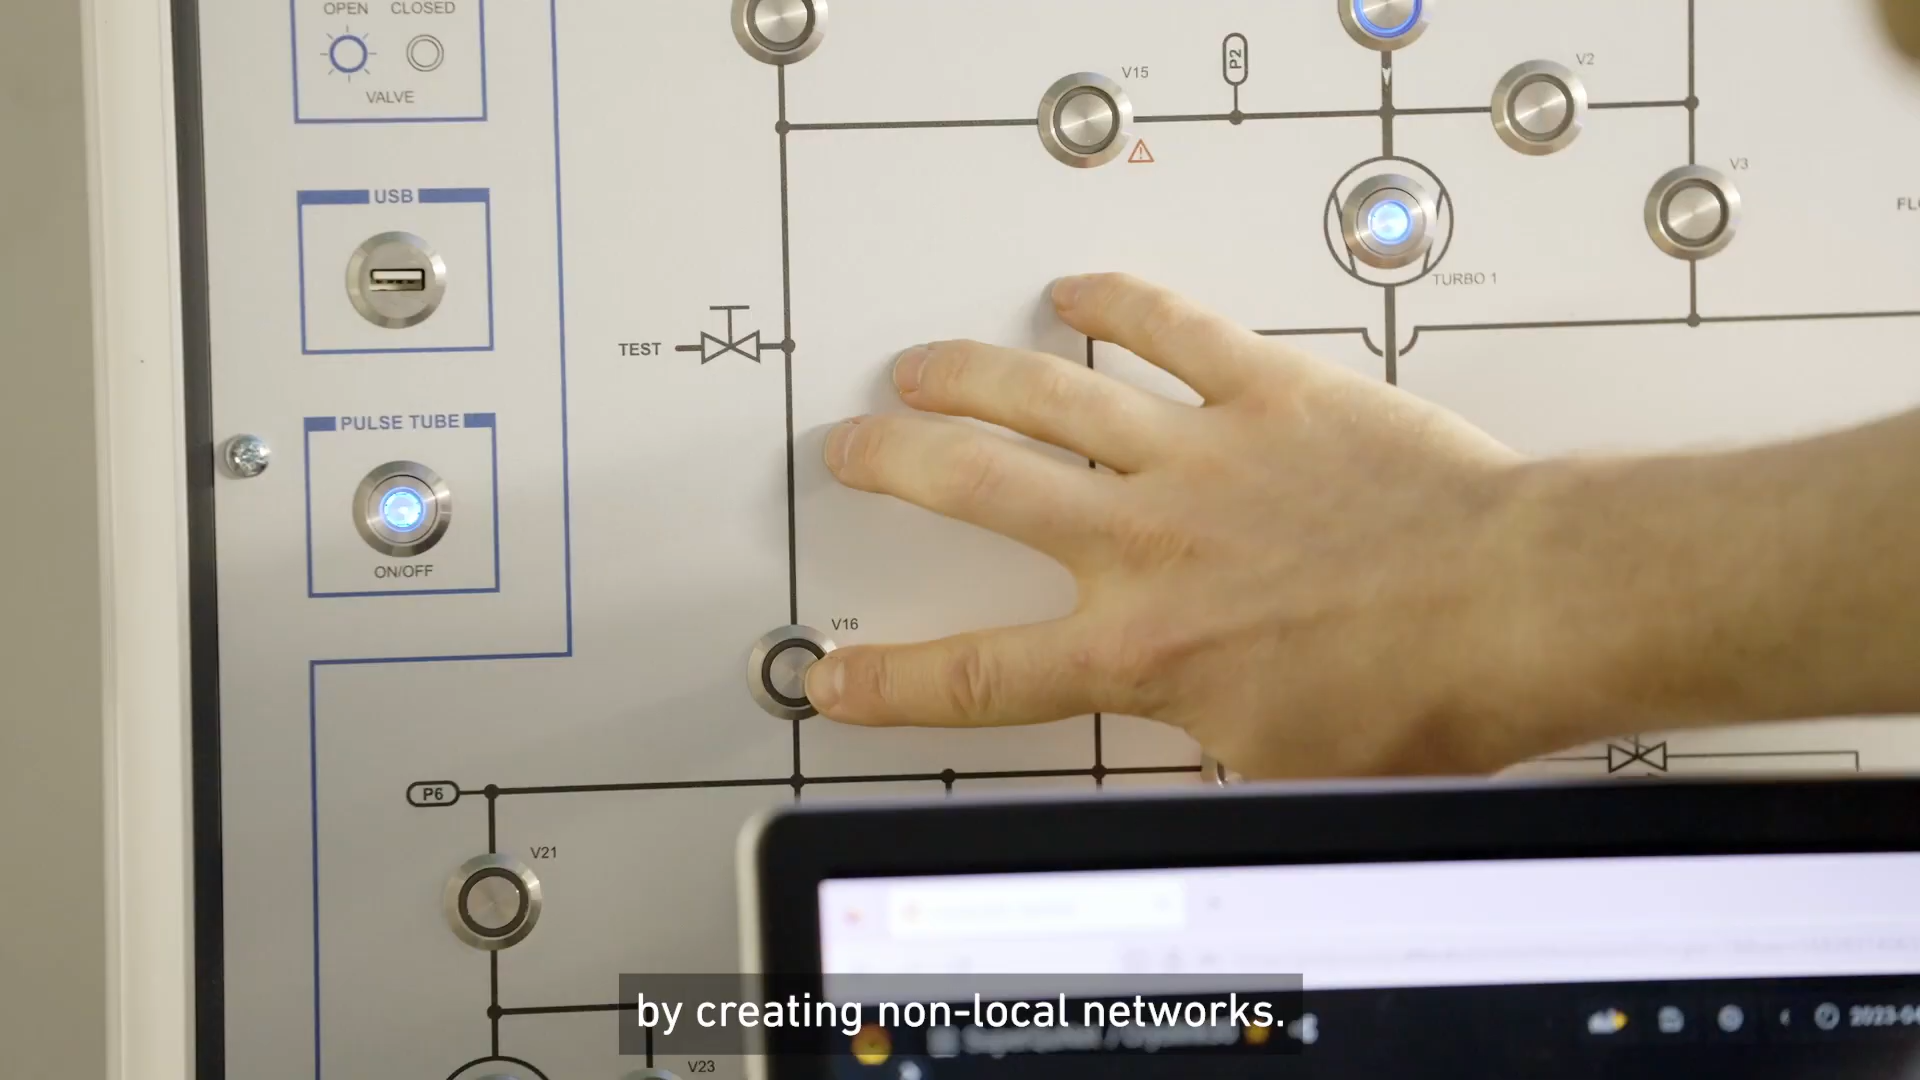 OPEN CLOSED
VALVE
USB
PULSE TUBE
ON/OFF
TEST
V15
P2
V2
V3
TURBO 1
V16
P6
V21
V23
by creating non-local networks.